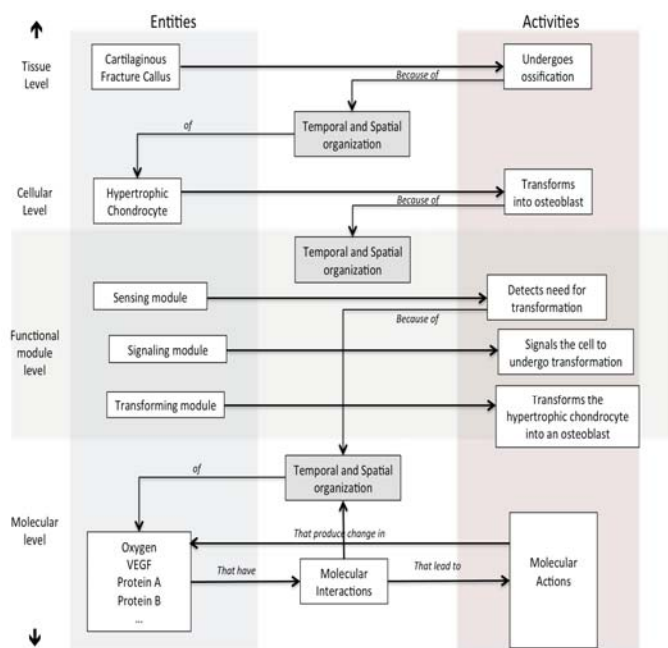 Entities
Activities
Tissue
Level
Cartilaginous
Fracture Callus
Undergoes
ossification
Because of
Temporal and Spatial
organization
of
Cellular
Level
Hypertrophic
Chondrocyte
Transforms
into osteoblast
Because of
Temporal and Spatial
organization
Functional
module
level
Sensing module
Detects need for
transformation
Because of
Signaling module
Signals the cell to
undergo transformation
Transforming module
Transforms the
hypertrophic chondrocyte
into an osteoblast
Temporal and Spatial
organization
of
Molecular
level
That produce change in
Oxygen
VEGF
Protein A
Protein B
...
That have
Molecular
Interactions
That lead to
Molecular
Actions